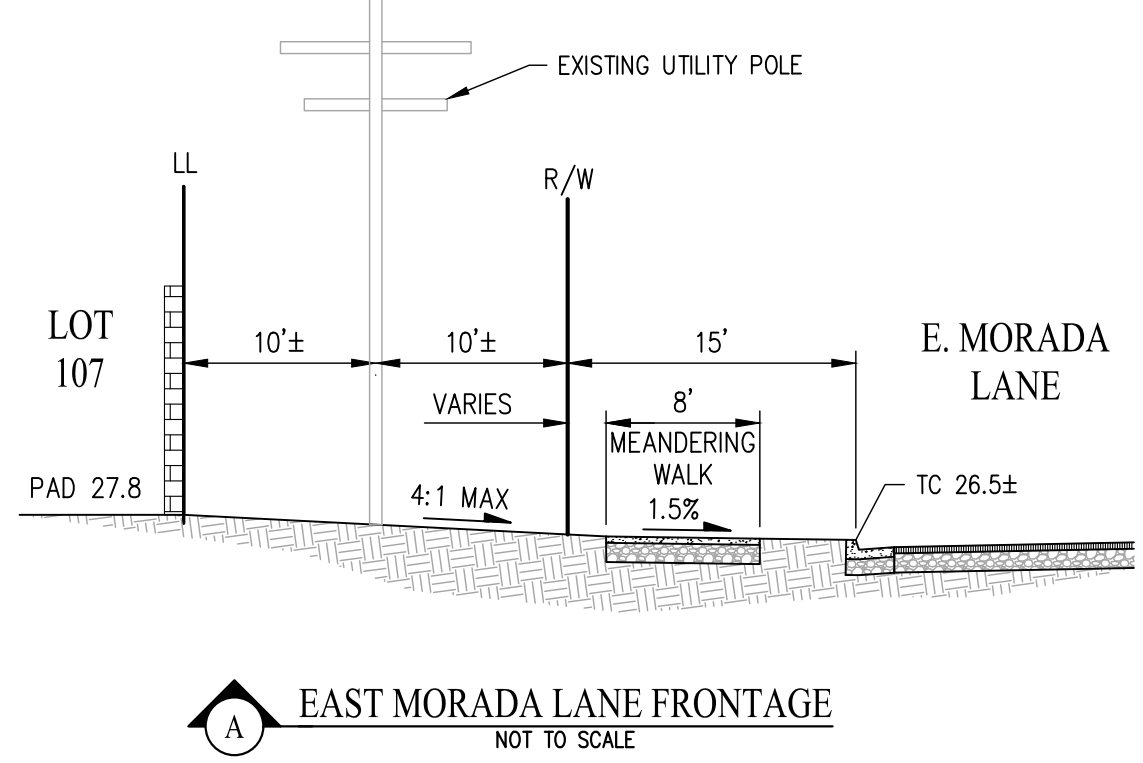 EXISTING UTILITY POLE
LL
R/W
LOT
107
10'±
10'±
15'
E. MORADA
LANE
VARIES
8'
MEANDERING
WALK
1.5%
PAD 27.8
4:1 MAX
TC 26.5±
A
EAST MORADA LANE FRONTAGE
NOT TO SCALE